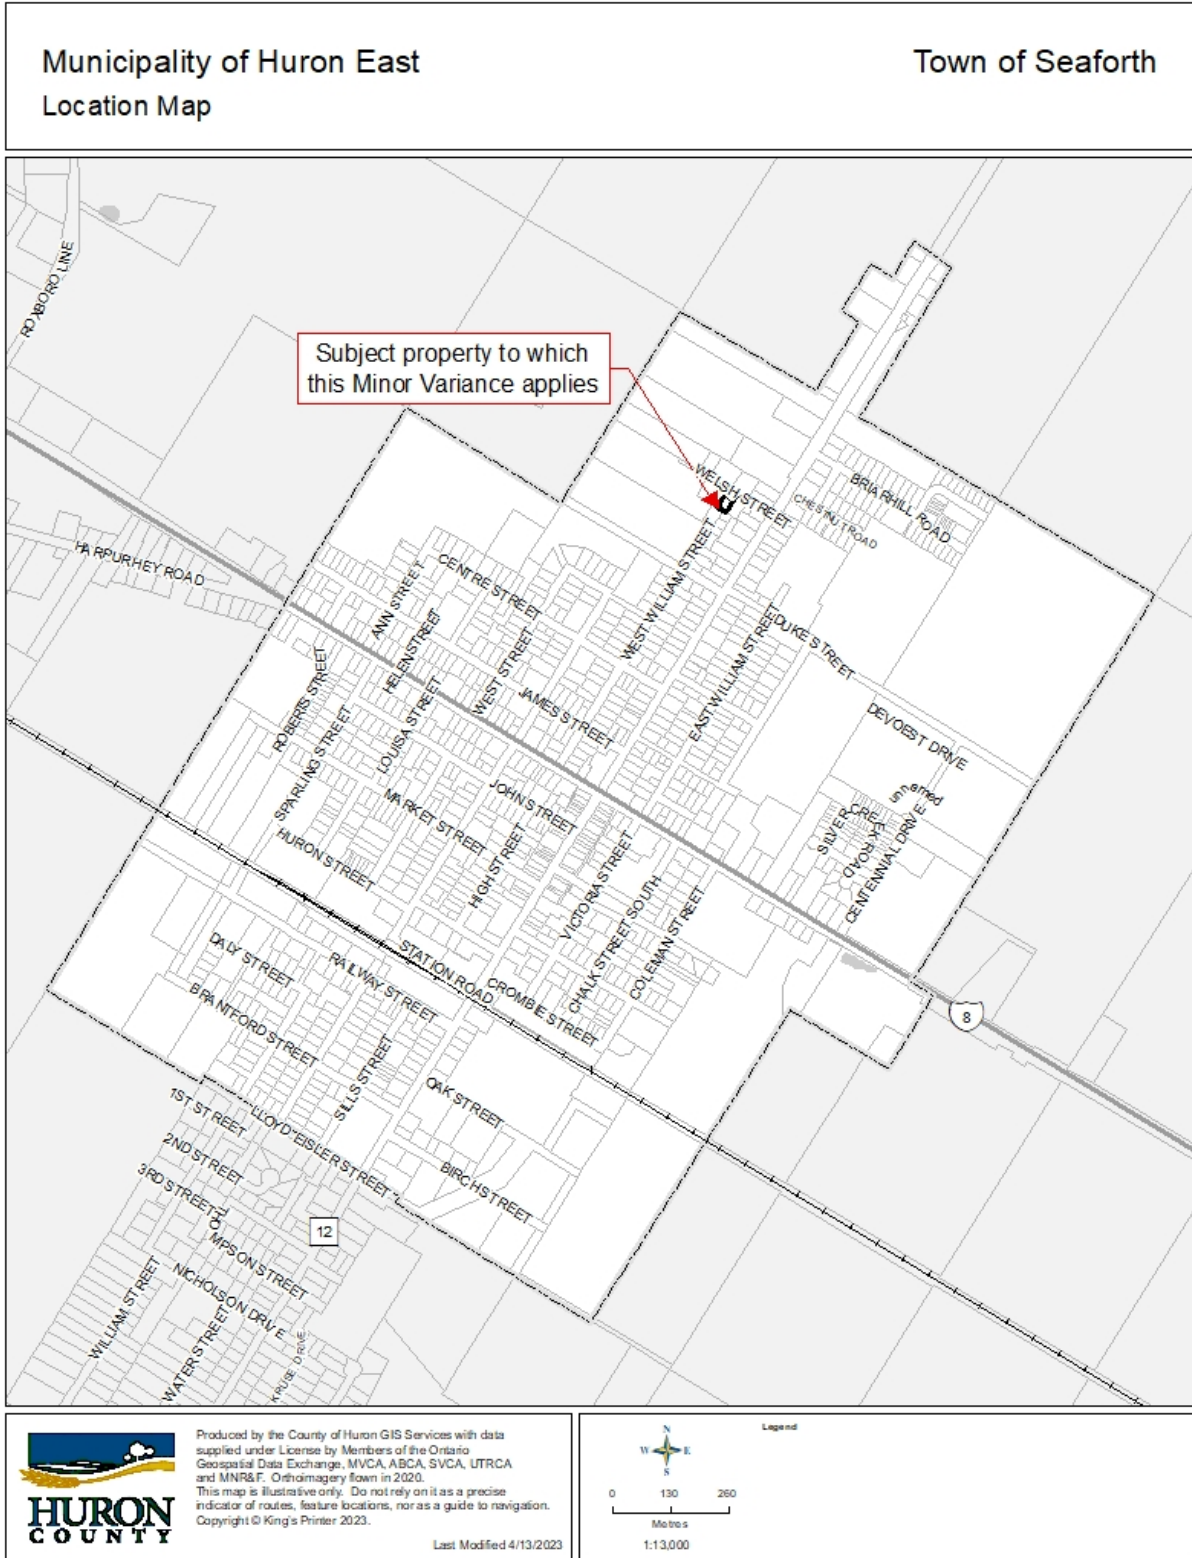 Municipality of Huron East
Town of Seaforth
Location Map
ROXBORO LINE
Subject property to which
this Minor Variance applies
WELSH STREET
CHESTNUT ROAD
BRIARHILL ROAD
HARPURHEY ROAD
ANN STREET
CENTRE STREET
WEST WILLIAM STREET
HELEN STREET
WEST STREET
EAST WILLIAM STREET
DUKE STREET
ROBERTS STREET
SPARLING STREET
LOUISA STREET
JAMES STREET
DEVOEST DRIVE
MARKET STREET
JOHN STREET
unnamed
SILVER CREEK ROAD
CENTENNIAL DRIVE
HURON STREET
HIGH STREET
VICTORIA STREET
CHALK STREET SOUTH
COLEMAN STREET
DALY STREET
RAILWAY STREET
STATION ROAD
CROMBIE STREET
8
BRANTFORD STREET
SILLS STREET
OAK STREET
1ST STREET
LLOYD EISLER STREET
2ND STREET
3RD STREET
BIRCH STREET
12
THOMPSON STREET
NICHOLSON DRIVE
WILLIAM STREET
WATER STREET
KRUSE DRIVE
HURON
COUNTY
Produced by the County of Huron GIS Services with data
supplied under License by Members of the Ontario
Geospatial Data Exchange, MVCA, ABCA, SVCA, UTRCA
and MNR&F. Orthoimagery flown in 2020.
This map is illustrative only. Do not rely on it as a precise
indicator of routes, feature locations, nor as a guide to navigation.
Copyright © King's Printer 2023.
Last Modified 4/13/2023
Legend
N
W E
S
0 130 260
Metres
1:13,000